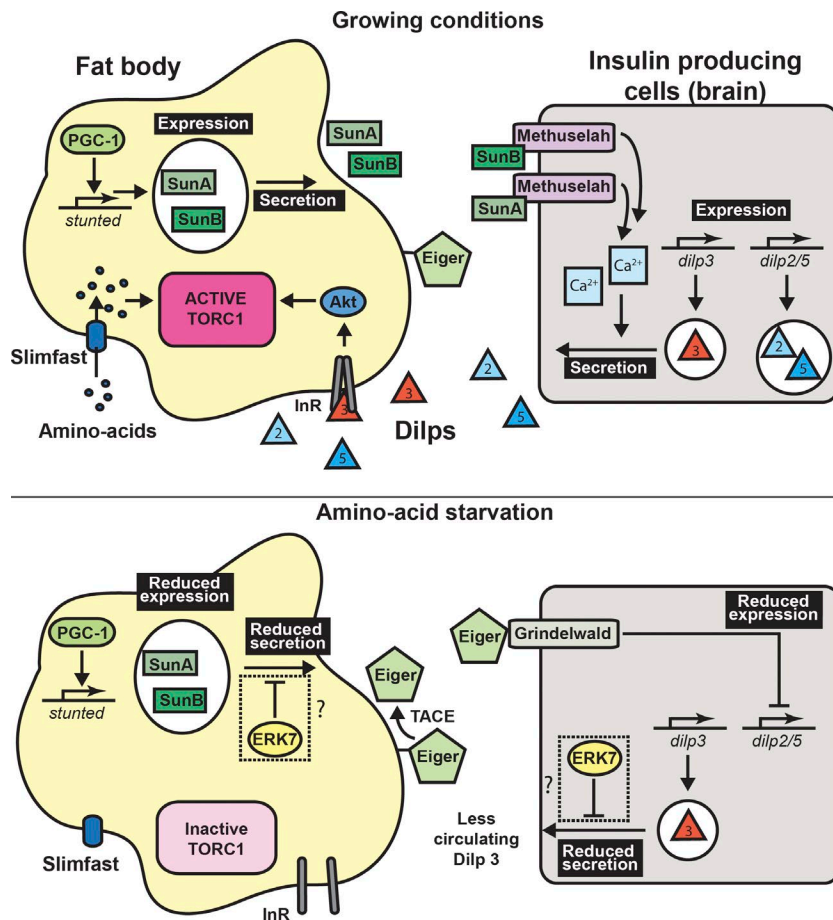 Growing conditions
Fat body
PGC-1
stunted
Expression
SunA
SunB
Secretion
SunA
SunB
Eiger
ACTIVE
TORC1
Akt
Slimfast
Amino-acids
InR
3
3
2
5
2
5
Dilps
Insulin producing
cells (brain)
Methuselah
SunB
Methuselah
SunA
Expression
Ca²⁺
Ca²⁺
dilp3
dilp2/5
Secretion
3
2
5
Amino-acid starvation
Reduced
expression
PGC-1
stunted
SunA
SunB
Reduced
secretion
?
ERK7
Eiger
TACE
Eiger
Slimfast
Inactive
TORC1
InR
Eiger
Grindelwald
Reduced
expression
dilp3
dilp2/5
?
ERK7
3
Less
circulating
Dilp 3
Reduced
secretion